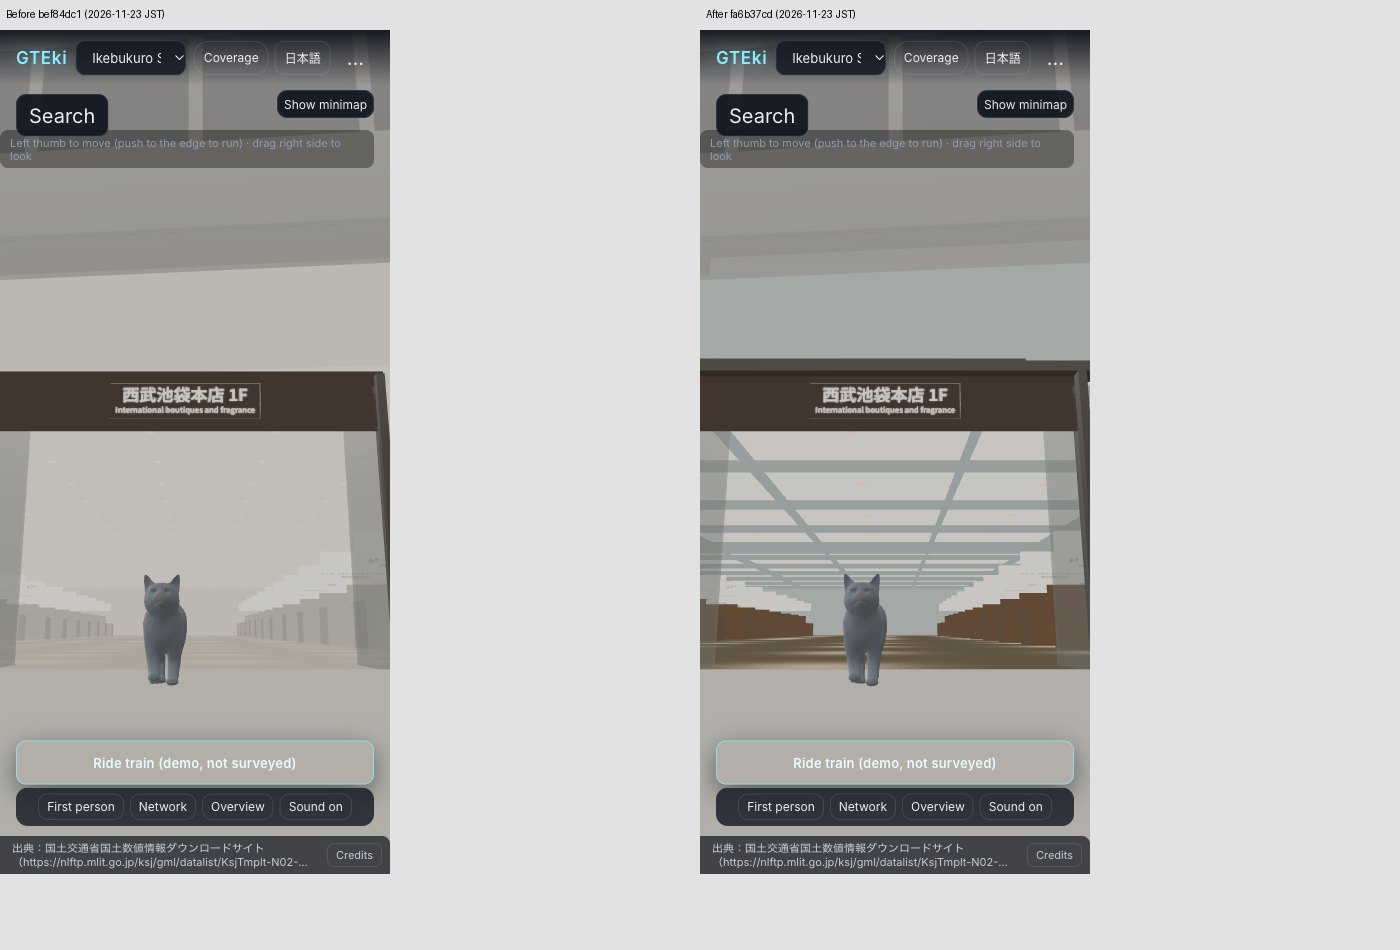 Before bef84dc1 (2026-11-23 JST)
GTEki
Ikebukuro S
Coverage
日本語
...
Search
Show minimap
Left thumb to move (push to the edge to run) · drag right side to
look
西武池袋本店 1F
International boutiques and fragrance
Ride train (demo, not surveyed)
First person
Network
Overview
Sound on
出典：国土交通省国土数値情報ダウンロードサイト
（https://nlftp.mlit.go.jp/ksj/gml/datalist/KsjTmplt-N02-...
Credits
After fa6b37cd (2026-11-23 JST)
GTEki
Ikebukuro S
Coverage
日本語
...
Search
Show minimap
Left thumb to move (push to the edge to run) · drag right side to
look
西武池袋本店 1F
International boutiques and fragrance
Ride train (demo, not surveyed)
First person
Network
Overview
Sound on
出典：国土交通省国土数値情報ダウンロードサイト
（https://nlftp.mlit.go.jp/ksj/gml/datalist/KsjTmplt-N02-...
Credits